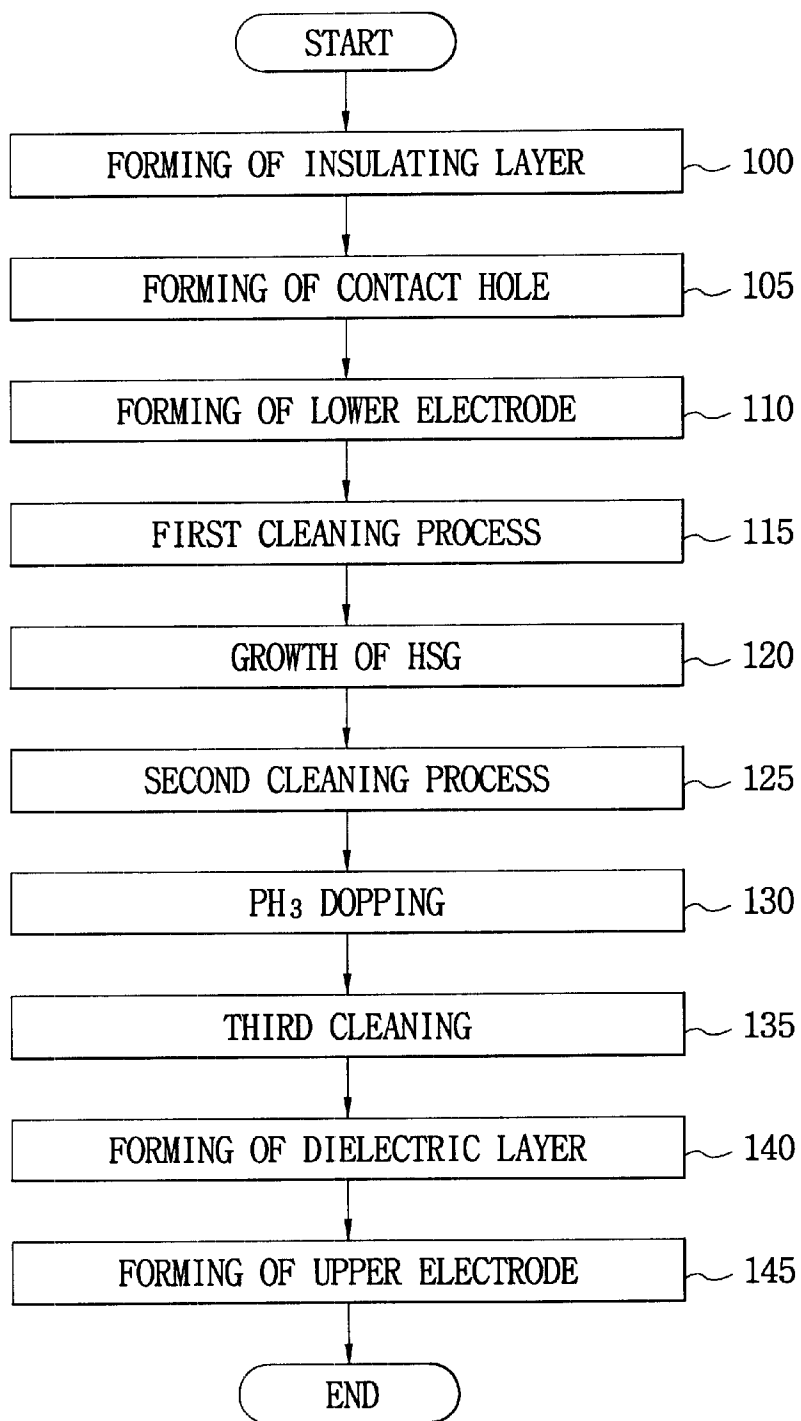 START
FORMING OF INSULATING LAYER 100
FORMING OF CONTACT HOLE 105
FORMING OF LOWER ELECTRODE 110
FIRST CLEANING PROCESS 115
GROWTH OF HSG 120
SECOND CLEANING PROCESS 125
PH₃ DOPPING 130
THIRD CLEANING 135
FORMING OF DIELECTRIC LAYER 140
FORMING OF UPPER ELECTRODE 145
END